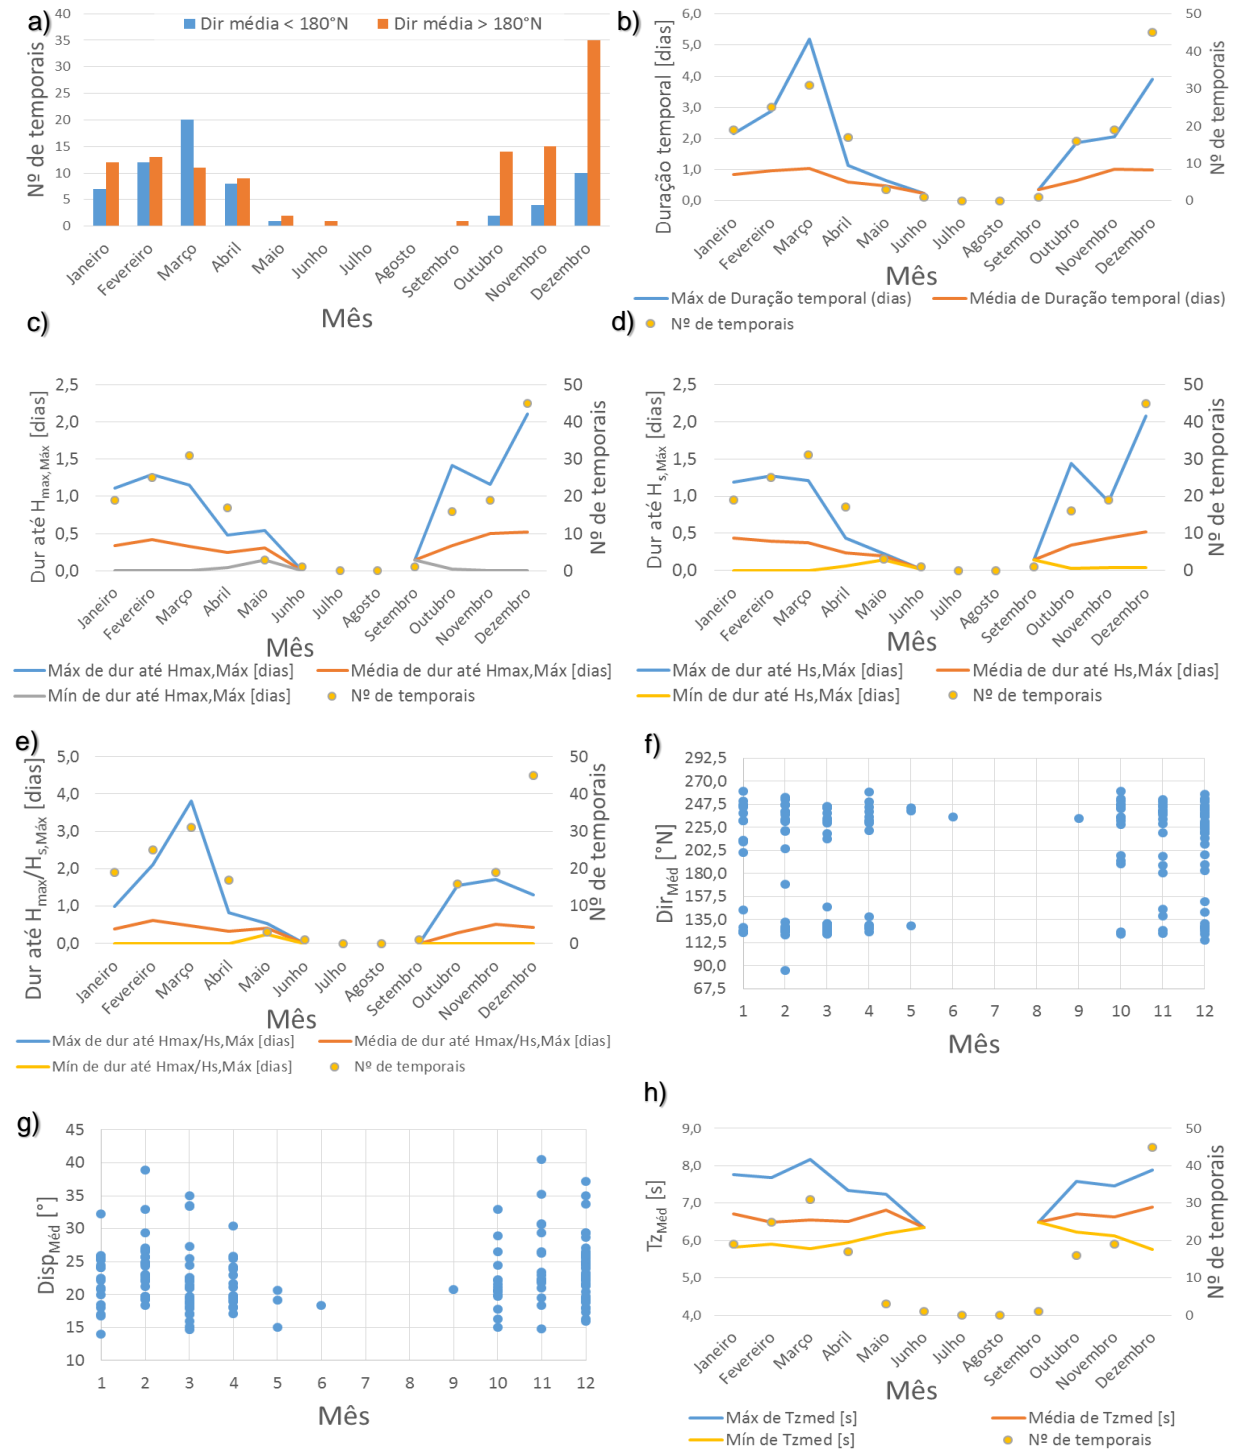 a)
Dir média < 180°N
Dir média > 180°N
Nº de temporais
40
35
30
25
20
15
10
5
0
Janeiro
Fevereiro
Março
Abril
Maio
Junho
Julho
Agosto
Setembro
Outubro
Novembro
Dezembro
Mês
b)
Duração temporal [dias]
6,0
5,0
4,0
3,0
2,0
1,0
0,0
50
40
30
20
10
0
Nº de temporais
Janeiro
Fevereiro
Março
Abril
Maio
Junho
Julho
Agosto
Setembro
Outubro
Novembro
Dezembro
Mês
Máx de Duração temporal (dias)
Média de Duração temporal (dias)
Nº de temporais
c)
Dur até Hmax,Máx [dias]
2,5
2,0
1,5
1,0
0,5
0,0
50
40
30
20
10
0
Nº de temporais
Janeiro
Fevereiro
Março
Abril
Maio
Junho
Julho
Agosto
Setembro
Outubro
Novembro
Dezembro
Mês
Máx de dur até Hmax,Máx [dias]
Média de dur até Hmax,Máx [dias]
Mín de dur até Hmax,Máx [dias]
Nº de temporais
d)
Dur até Hs,Máx [dias]
2,5
2,0
1,5
1,0
0,5
0,0
50
40
30
20
10
0
Nº de temporais
Janeiro
Fevereiro
Março
Abril
Maio
Junho
Julho
Agosto
Setembro
Outubro
Novembro
Dezembro
Mês
Máx de dur até Hs,Máx [dias]
Média de dur até Hs,Máx [dias]
Mín de dur até Hs,Máx [dias]
Nº de temporais
e)
Dur até Hmax/Hs,Máx [dias]
5,0
4,0
3,0
2,0
1,0
0,0
50
40
30
20
10
0
Nº de temporais
Janeiro
Fevereiro
Março
Abril
Maio
Junho
Julho
Agosto
Setembro
Outubro
Novembro
Dezembro
Mês
Máx de dur até Hmax/Hs,Máx [dias]
Média de dur até Hmax/Hs,Máx [dias]
Mín de dur até Hmax/Hs,Máx [dias]
Nº de temporais
f)
DirMéd [°N]
292,5
270,0
247,5
225,0
202,5
180,0
157,5
135,0
112,5
90,0
67,5
1 2 3 4 5 6 7 8 9 10 11 12
Mês
g)
DispMéd [°]
45
40
35
30
25
20
15
10
1 2 3 4 5 6 7 8 9 10 11 12
Mês
h)
TzMéd [s]
9,0
8,0
7,0
6,0
5,0
4,0
50
40
30
20
10
0
Nº de temporais
Janeiro
Fevereiro
Março
Abril
Maio
Junho
Julho
Agosto
Setembro
Outubro
Novembro
Dezembro
Mês
Máx de Tzmed [s]
Média de Tzmed [s]
Mín de Tzmed [s]
Nº de temporais